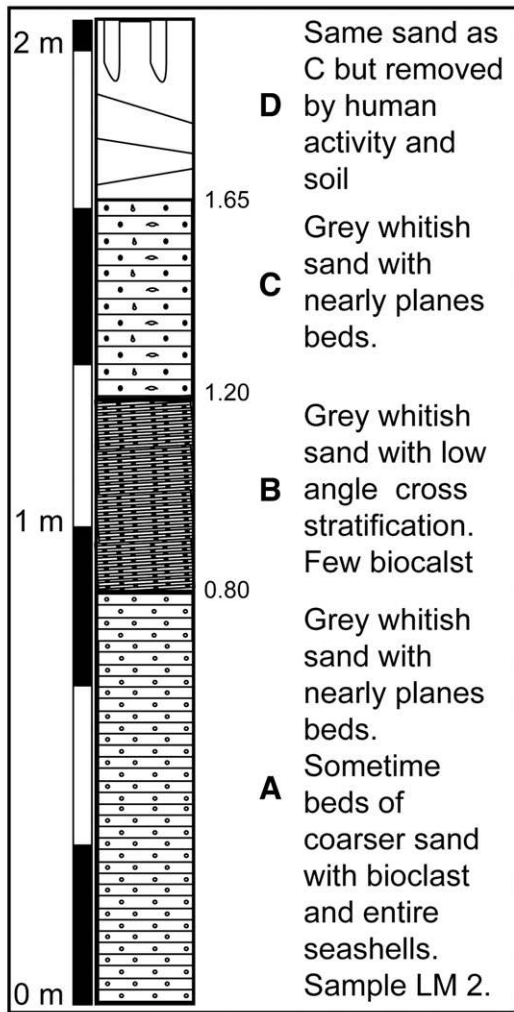 2 m
1 m
0 m
1.65
1.20
0.80
D
Same sand as
C but removed
by human
activity and
soil
C
Grey whitish
sand with
nearly planes
beds.
B
Grey whitish
sand with low
angle cross
stratification.
Few biocalst
A
Grey whitish
sand with
nearly planes
beds.
Sometime
beds of
coarser sand
with bioclast
and entire
seashells.
Sample LM 2.